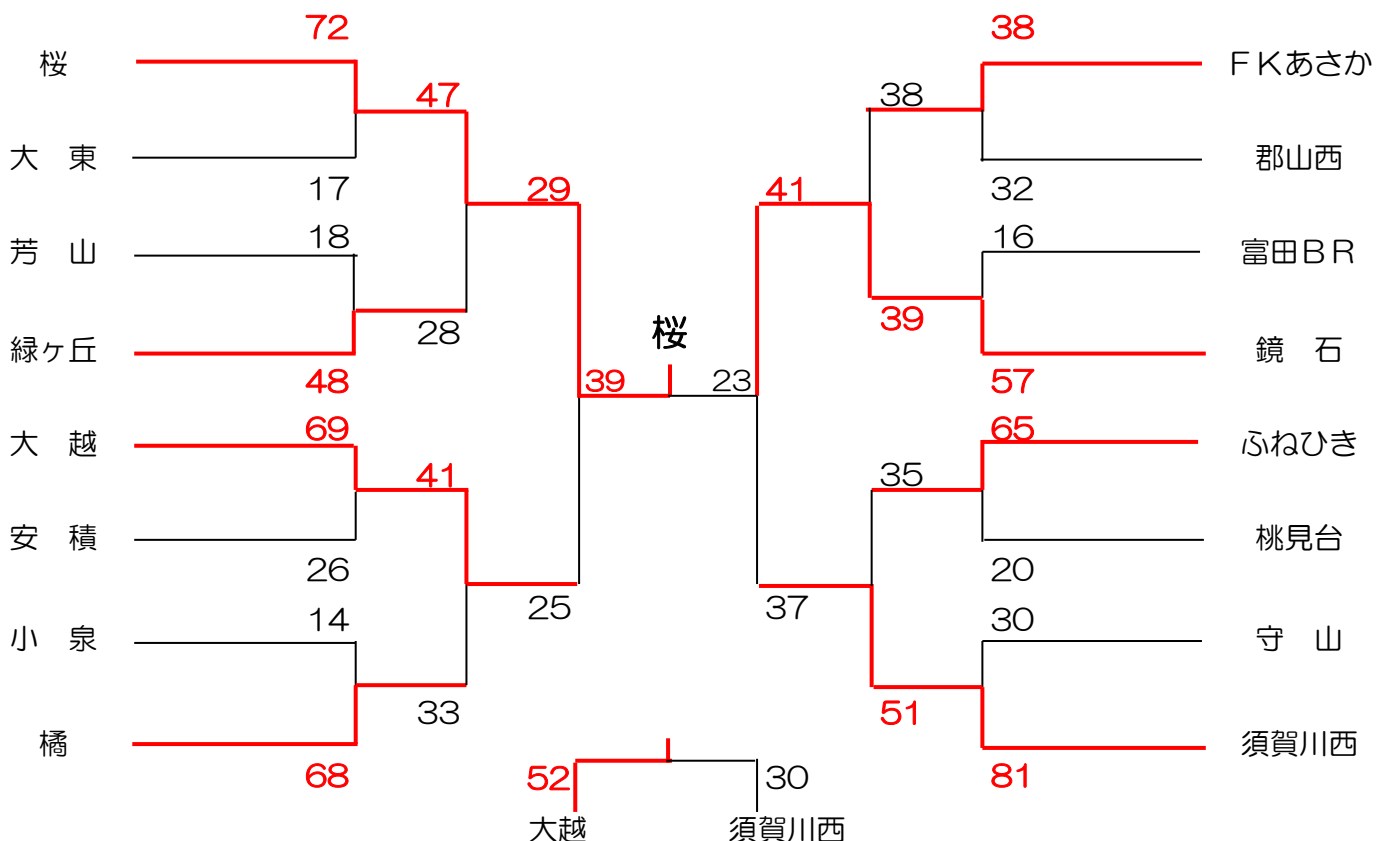 72
38
桜
ＦＫあさか
47
38
大　東
郡山西
17
29
41
32
18
16
芳　山
富田ＢＲ
28
桜
39
緑ヶ丘
鏡　石
48
39
23
57
69
65
大　越
ふねひき
41
35
安　積
桃見台
26
20
14
25
37
30
小　泉
守　山
33
51
橘
須賀川西
68
52
30
81
大越
須賀川西